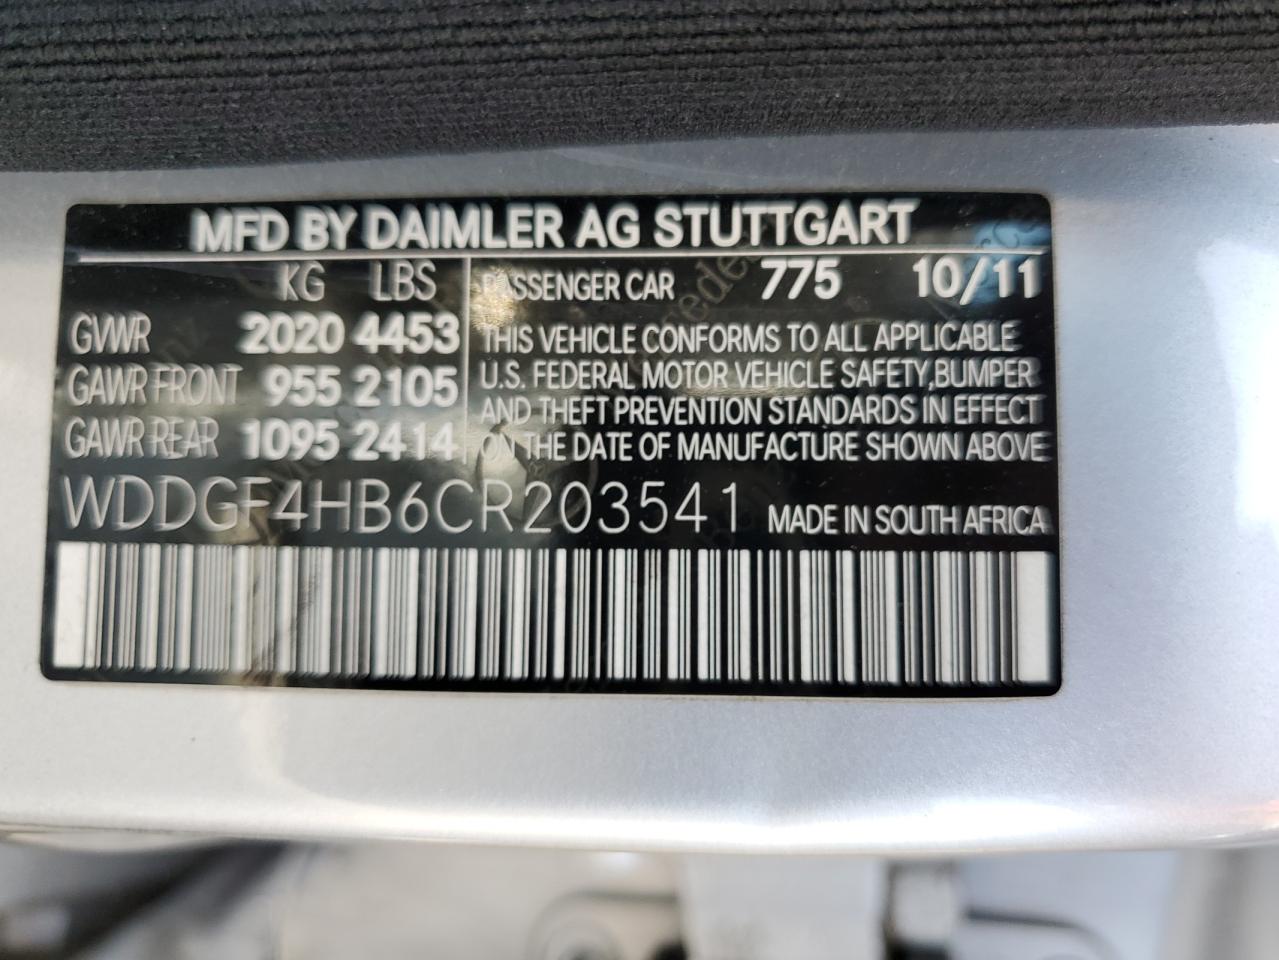 MFD BY DAIMLER AG STUTTGART
KG LBS
GVWR 2020 4453
GAWR FRONT 955 2105
GAWR REAR 1095 2414
PASSENGER CAR 775 10/11
THIS VEHICLE CONFORMS TO ALL APPLICABLE
U.S. FEDERAL MOTOR VEHICLE SAFETY, BUMPER
AND THEFT PREVENTION STANDARDS IN EFFECT
ON THE DATE OF MANUFACTURE SHOWN ABOVE
WDDGF4HB6CR203541 MADE IN SOUTH AFRICA